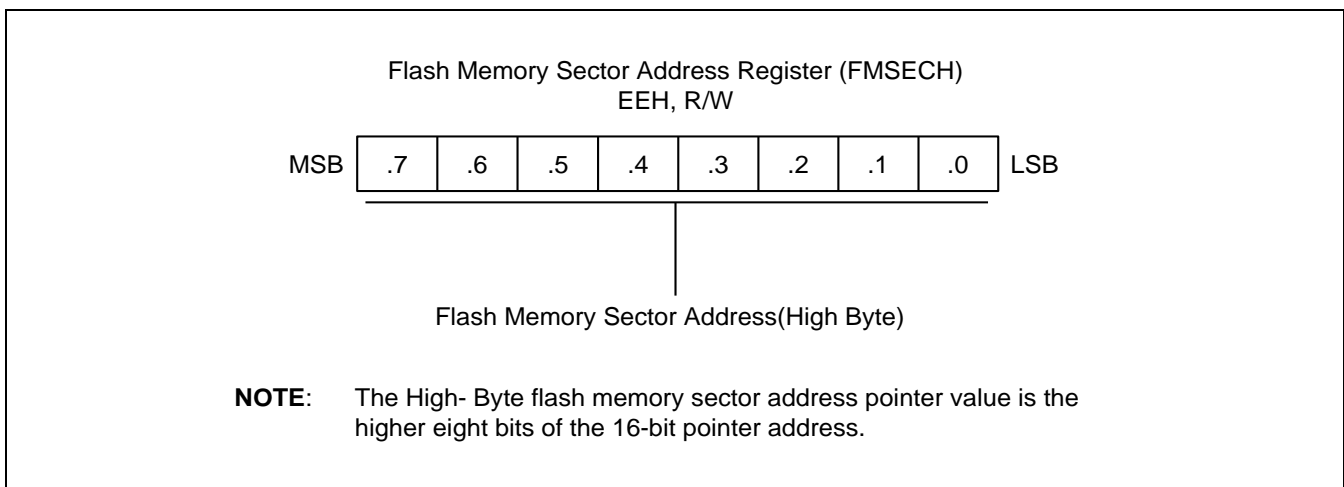 Flash Memory Sector Address Register (FMSECH)
EEH, R/W
MSB .7 .6 .5 .4 .3 .2 .1 .0 LSB
Flash Memory Sector Address(High Byte)
NOTE: The High- Byte flash memory sector address pointer value is the
higher eight bits of the 16-bit pointer address.